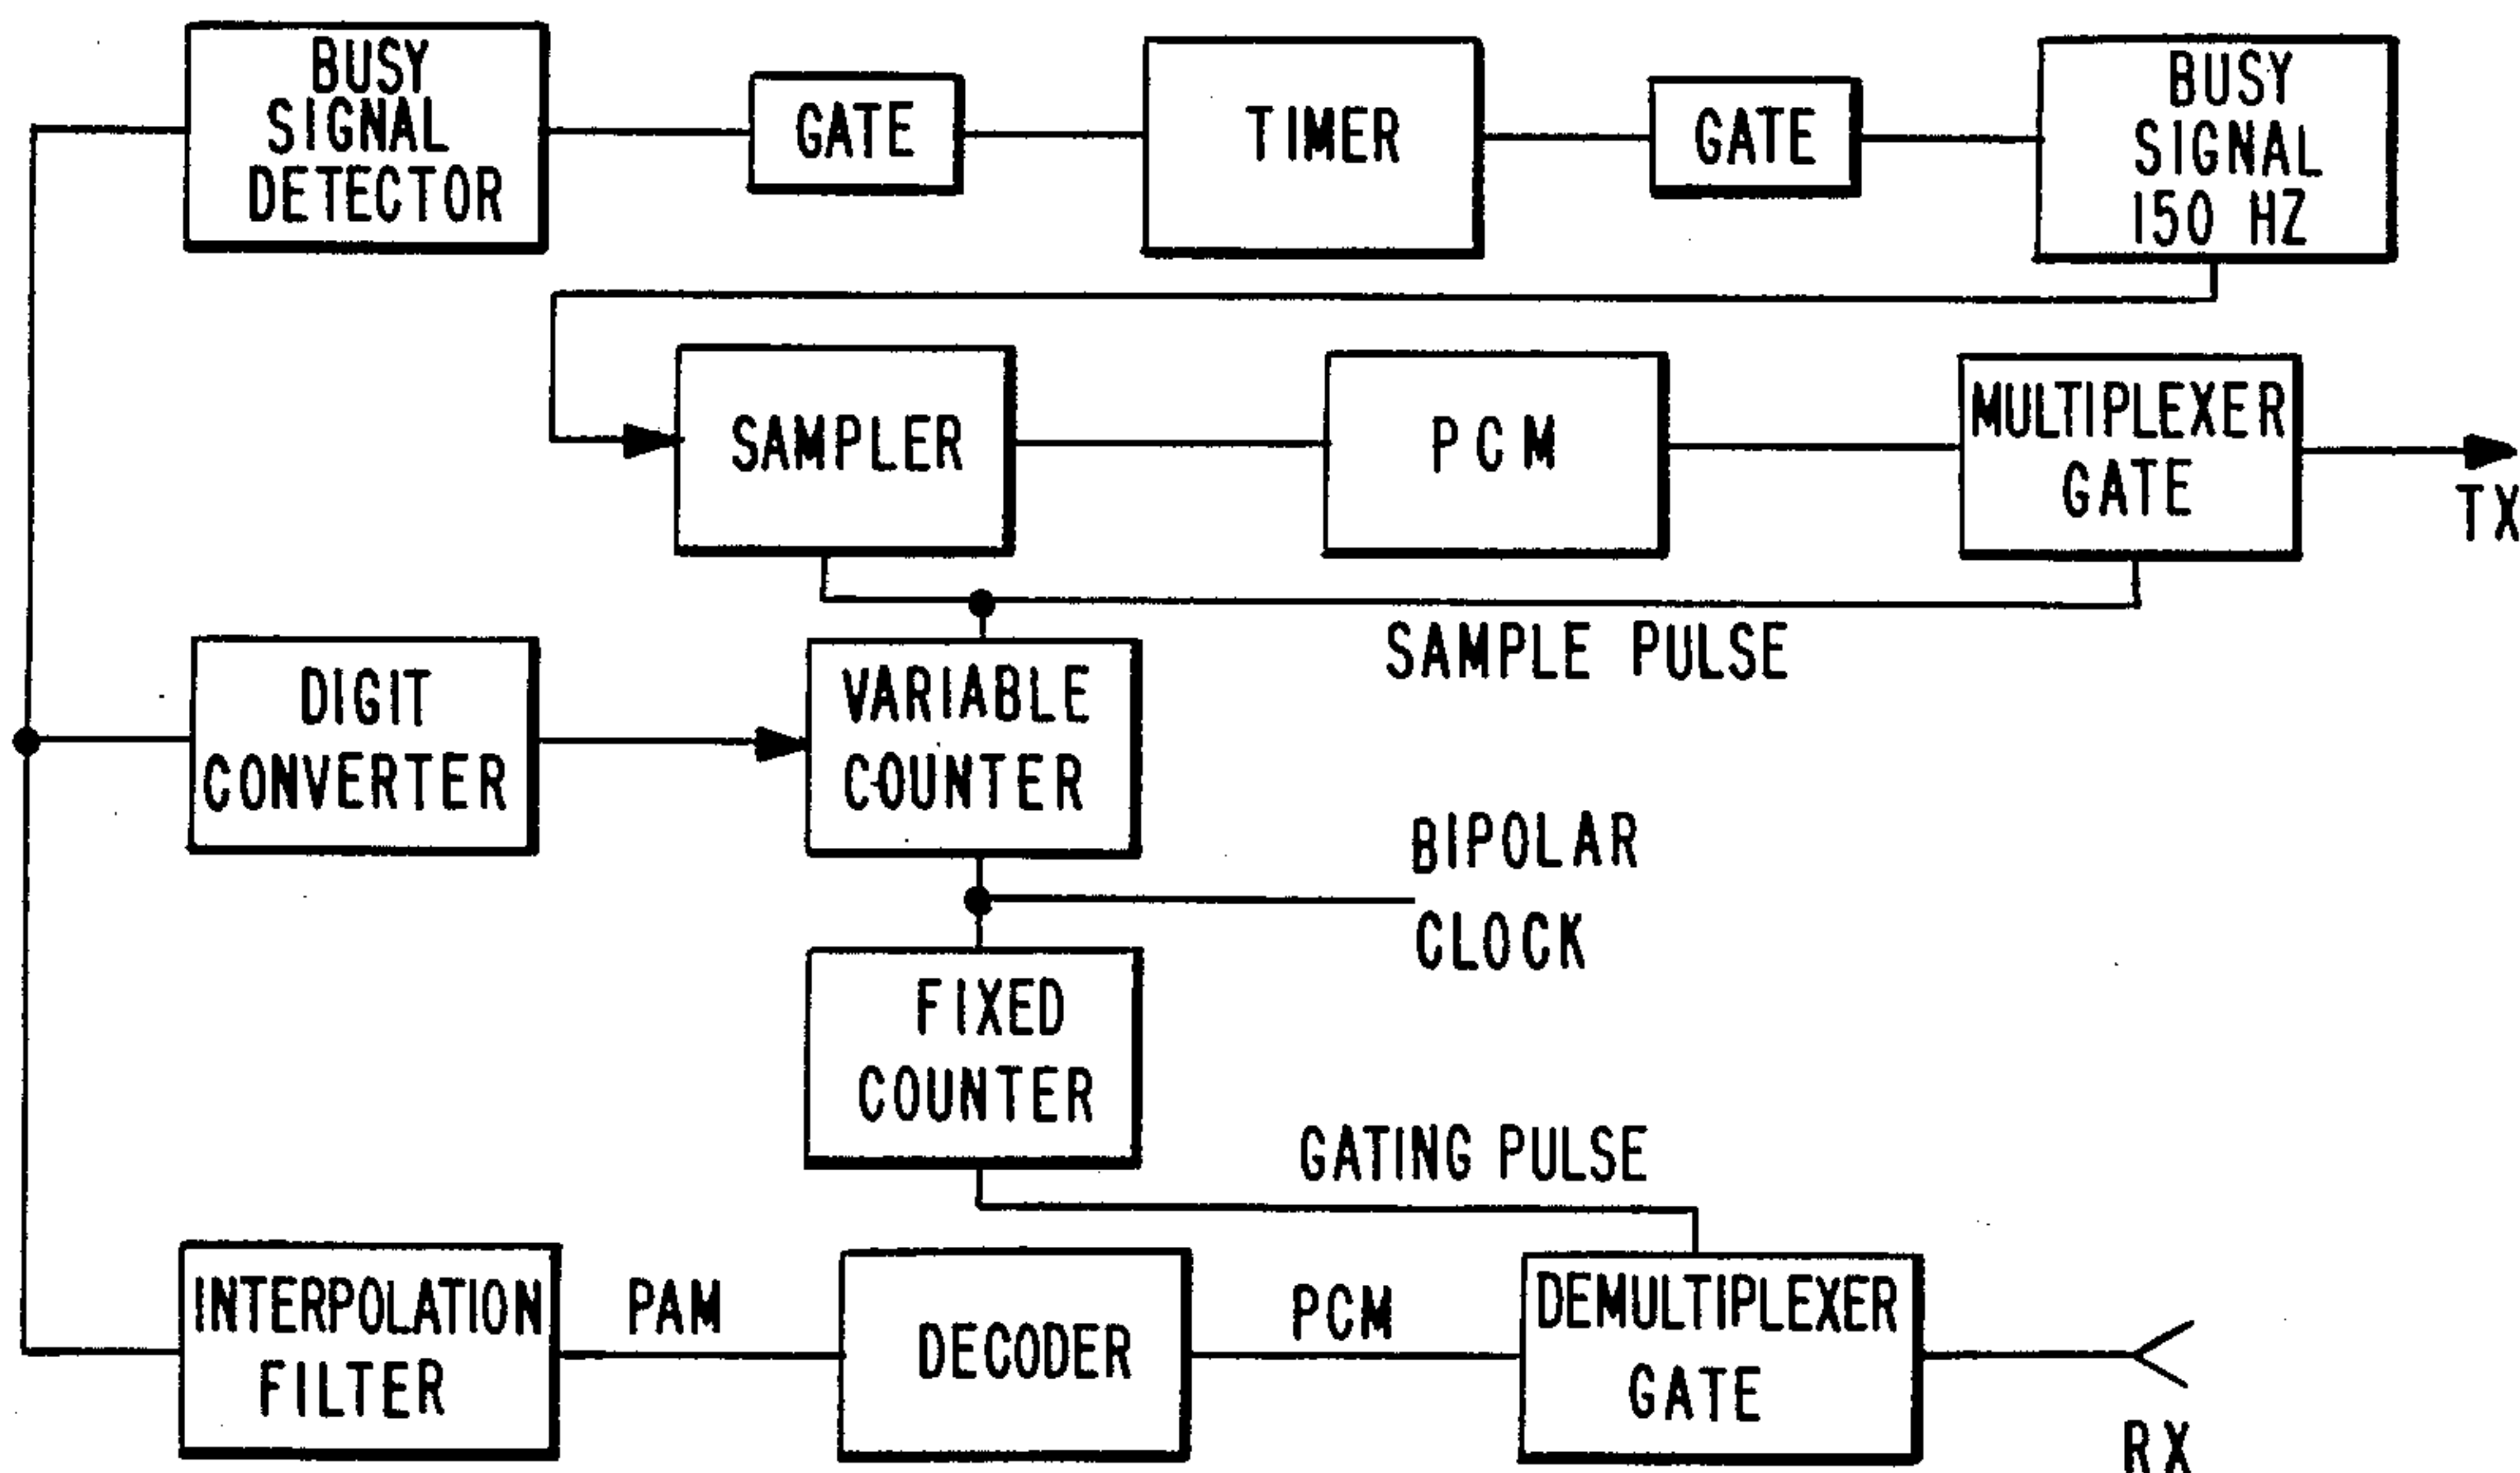 BUSY
SIGNAL
DETECTOR
GATE
TIMER
GATE
BUSY
SIGNAL
150 HZ
SAMPLER
PCM
MULTIPLEXER
GATE
TX
SAMPLE PULSE
DIGIT
CONVERTER
VARIABLE
COUNTER
BIPOLAR
CLOCK
FIXED
COUNTER
GATING PULSE
INTERPOLATION
FILTER
PAM
DECODER
PCM
DEMULTIPLEXER
GATE
RX